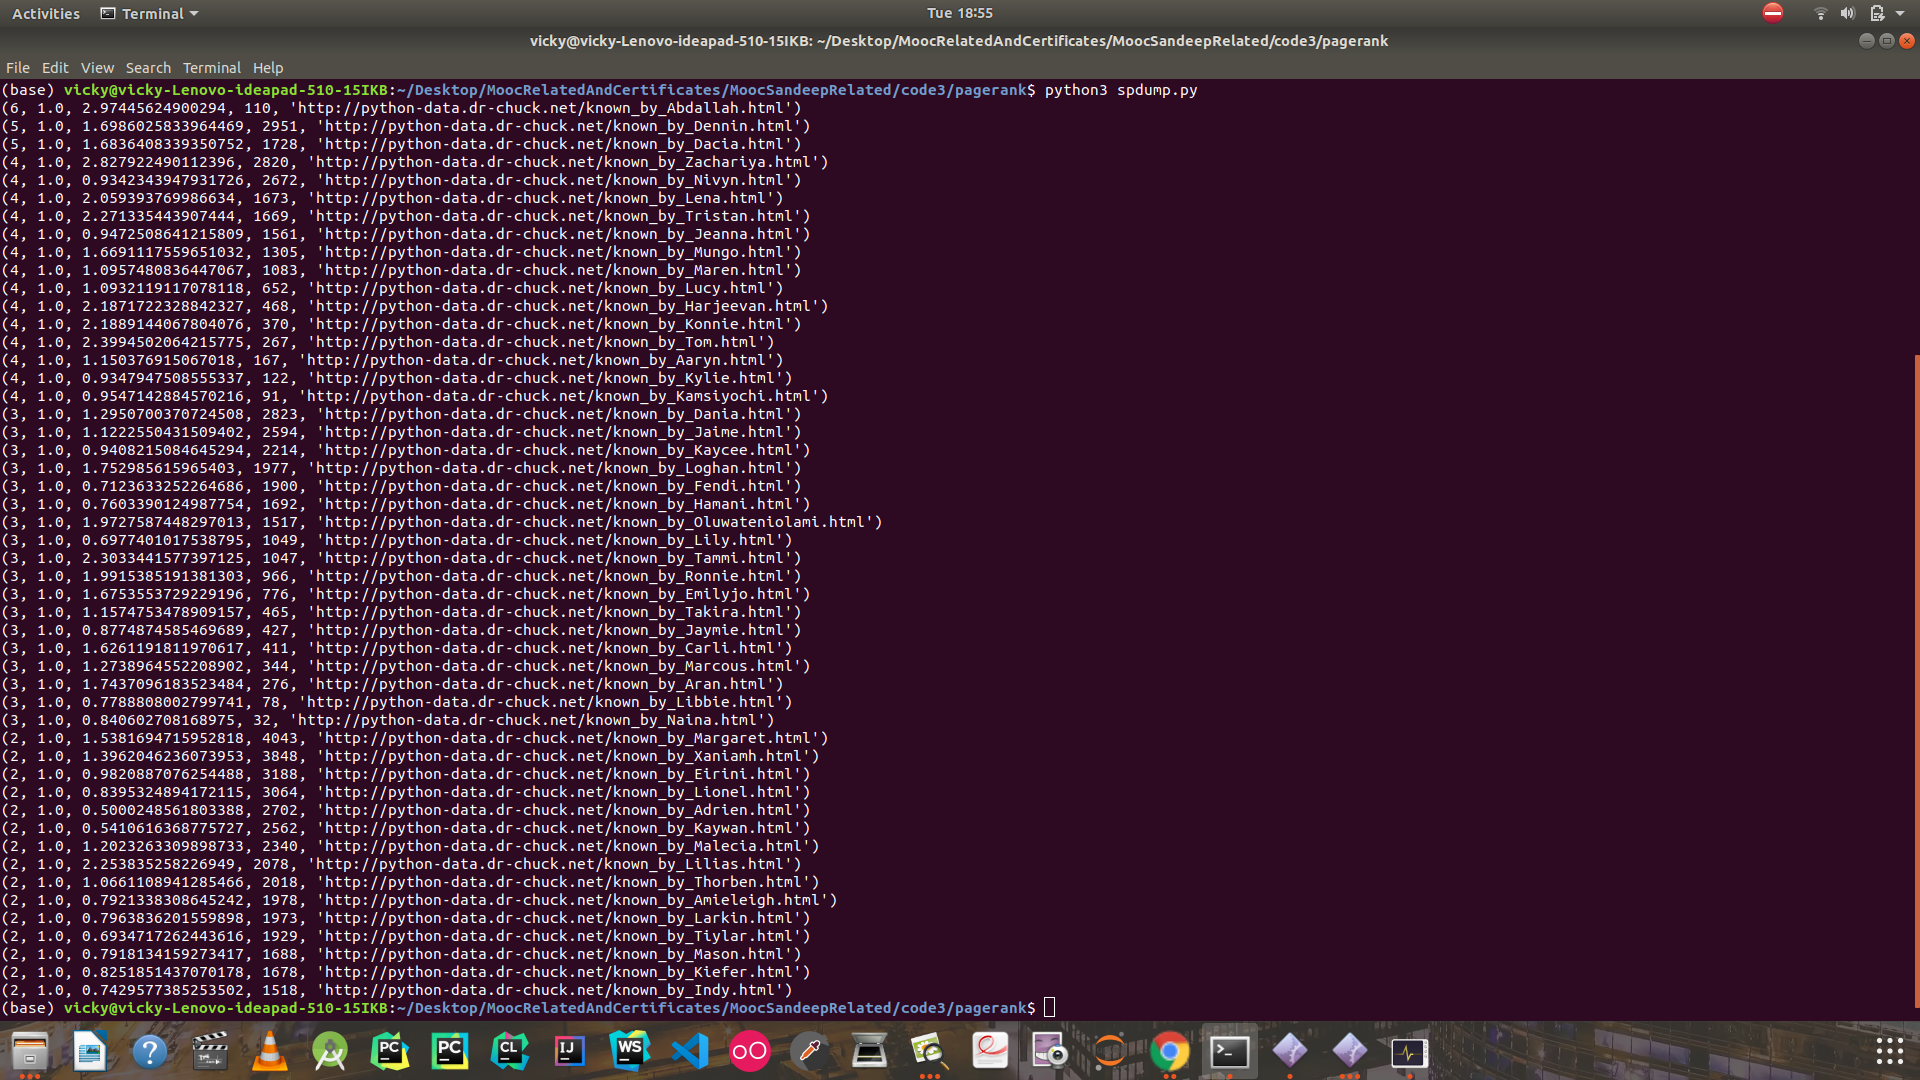 Activities Terminal Tue 18:55
vicky@vicky-Lenovo-ideapad-510-15IKB: ~/Desktop/MoocRelatedAndCertificates/MoocSandeepRelated/code3/pagerank
File Edit View Search Terminal Help
(base) vicky@vicky-Lenovo-ideapad-510-15IKB:~/Desktop/MoocRelatedAndCertificates/MoocSandeepRelated/code3/pagerank$ python3 spdump.py
(6, 1.0, 2.97445624900294, 110, 'http://python-data.dr-chuck.net/known_by_Abdallah.html')
(5, 1.0, 1.6986025833964469, 2951, 'http://python-data.dr-chuck.net/known_by_Dennin.html')
(5, 1.0, 1.6836408339350752, 1728, 'http://python-data.dr-chuck.net/known_by_Dacia.html')
(4, 1.0, 2.827922490112396, 2820, 'http://python-data.dr-chuck.net/known_by_Zachariya.html')
(4, 1.0, 0.9342343947931726, 2672, 'http://python-data.dr-chuck.net/known_by_Nivyn.html')
(4, 1.0, 2.059393769986634, 1673, 'http://python-data.dr-chuck.net/known_by_Lena.html')
(4, 1.0, 2.271335443907444, 1669, 'http://python-data.dr-chuck.net/known_by_Tristan.html')
(4, 1.0, 0.9472508641215809, 1561, 'http://python-data.dr-chuck.net/known_by_Jeanna.html')
(4, 1.0, 1.6691117559651032, 1305, 'http://python-data.dr-chuck.net/known_by_Mungo.html')
(4, 1.0, 1.0957480836447067, 1083, 'http://python-data.dr-chuck.net/known_by_Maren.html')
(4, 1.0, 1.0932119117078118, 652, 'http://python-data.dr-chuck.net/known_by_Lucy.html')
(4, 1.0, 2.1871722328842327, 468, 'http://python-data.dr-chuck.net/known_by_Harjeevan.html')
(4, 1.0, 2.1889144067804076, 370, 'http://python-data.dr-chuck.net/known_by_Konnie.html')
(4, 1.0, 2.3994502064215775, 267, 'http://python-data.dr-chuck.net/known_by_Tom.html')
(4, 1.0, 1.150376915067018, 167, 'http://python-data.dr-chuck.net/known_by_Aaryn.html')
(4, 1.0, 0.9347947508555337, 122, 'http://python-data.dr-chuck.net/known_by_Kylie.html')
(4, 1.0, 0.9547142884570216, 91, 'http://python-data.dr-chuck.net/known_by_Kamsiyochi.html')
(3, 1.0, 1.2950700370724508, 2823, 'http://python-data.dr-chuck.net/known_by_Dania.html')
(3, 1.0, 1.1222550431509402, 2594, 'http://python-data.dr-chuck.net/known_by_Jaime.html')
(3, 1.0, 0.9408215084645294, 2214, 'http://python-data.dr-chuck.net/known_by_Kaycee.html')
(3, 1.0, 1.752985615965403, 1977, 'http://python-data.dr-chuck.net/known_by_Loghan.html')
(3, 1.0, 0.7123633252264686, 1900, 'http://python-data.dr-chuck.net/known_by_Fendi.html')
(3, 1.0, 0.7603390124987754, 1692, 'http://python-data.dr-chuck.net/known_by_Hamani.html')
(3, 1.0, 1.9727587448297013, 1517, 'http://python-data.dr-chuck.net/known_by_Oluwateniolami.html')
(3, 1.0, 0.6977401017538795, 1049, 'http://python-data.dr-chuck.net/known_by_Lily.html')
(3, 1.0, 2.3033441577397125, 1047, 'http://python-data.dr-chuck.net/known_by_Tammi.html')
(3, 1.0, 1.9915385191381303, 966, 'http://python-data.dr-chuck.net/known_by_Ronnie.html')
(3, 1.0, 1.6753553729229196, 776, 'http://python-data.dr-chuck.net/known_by_Emilyjo.html')
(3, 1.0, 1.1574753478909157, 465, 'http://python-data.dr-chuck.net/known_by_Takira.html')
(3, 1.0, 0.8774874585469689, 427, 'http://python-data.dr-chuck.net/known_by_Jaymie.html')
(3, 1.0, 1.6261191811970617, 411, 'http://python-data.dr-chuck.net/known_by_Carli.html')
(3, 1.0, 1.2738964552208902, 344, 'http://python-data.dr-chuck.net/known_by_Marcous.html')
(3, 1.0, 1.7437096183523484, 276, 'http://python-data.dr-chuck.net/known_by_Aran.html')
(3, 1.0, 0.7788808002799741, 78, 'http://python-data.dr-chuck.net/known_by_Libbie.html')
(3, 1.0, 0.840602708168975, 32, 'http://python-data.dr-chuck.net/known_by_Naina.html')
(2, 1.0, 1.5381694715952818, 4043, 'http://python-data.dr-chuck.net/known_by_Margaret.html')
(2, 1.0, 1.3962046236073953, 3848, 'http://python-data.dr-chuck.net/known_by_Xaniamh.html')
(2, 1.0, 0.9820887076254488, 3188, 'http://python-data.dr-chuck.net/known_by_Eirini.html')
(2, 1.0, 0.8395324894172115, 3064, 'http://python-data.dr-chuck.net/known_by_Lionel.html')
(2, 1.0, 0.5000248561803388, 2702, 'http://python-data.dr-chuck.net/known_by_Adrien.html')
(2, 1.0, 0.5410616368775727, 2562, 'http://python-data.dr-chuck.net/known_by_Kaywan.html')
(2, 1.0, 1.2023263309898733, 2340, 'http://python-data.dr-chuck.net/known_by_Malecia.html')
(2, 1.0, 2.253835258226949, 2078, 'http://python-data.dr-chuck.net/known_by_Lilias.html')
(2, 1.0, 1.0661108941285466, 2018, 'http://python-data.dr-chuck.net/known_by_Thorben.html')
(2, 1.0, 0.7921338308645242, 1978, 'http://python-data.dr-chuck.net/known_by_Amieleigh.html')
(2, 1.0, 0.7963836201559898, 1973, 'http://python-data.dr-chuck.net/known_by_Larkin.html')
(2, 1.0, 0.6934717262443616, 1929, 'http://python-data.dr-chuck.net/known_by_Tiylar.html')
(2, 1.0, 0.7918134159273417, 1688, 'http://python-data.dr-chuck.net/known_by_Mason.html')
(2, 1.0, 0.8251851437070178, 1678, 'http://python-data.dr-chuck.net/known_by_Kiefer.html')
(2, 1.0, 0.7429577385253502, 1518, 'http://python-data.dr-chuck.net/known_by_Indy.html')
(base) vicky@vicky-Lenovo-ideapad-510-15IKB:~/Desktop/MoocRelatedAndCertificates/MoocSandeepRelated/code3/pagerank$
PC PC CL IJ WS